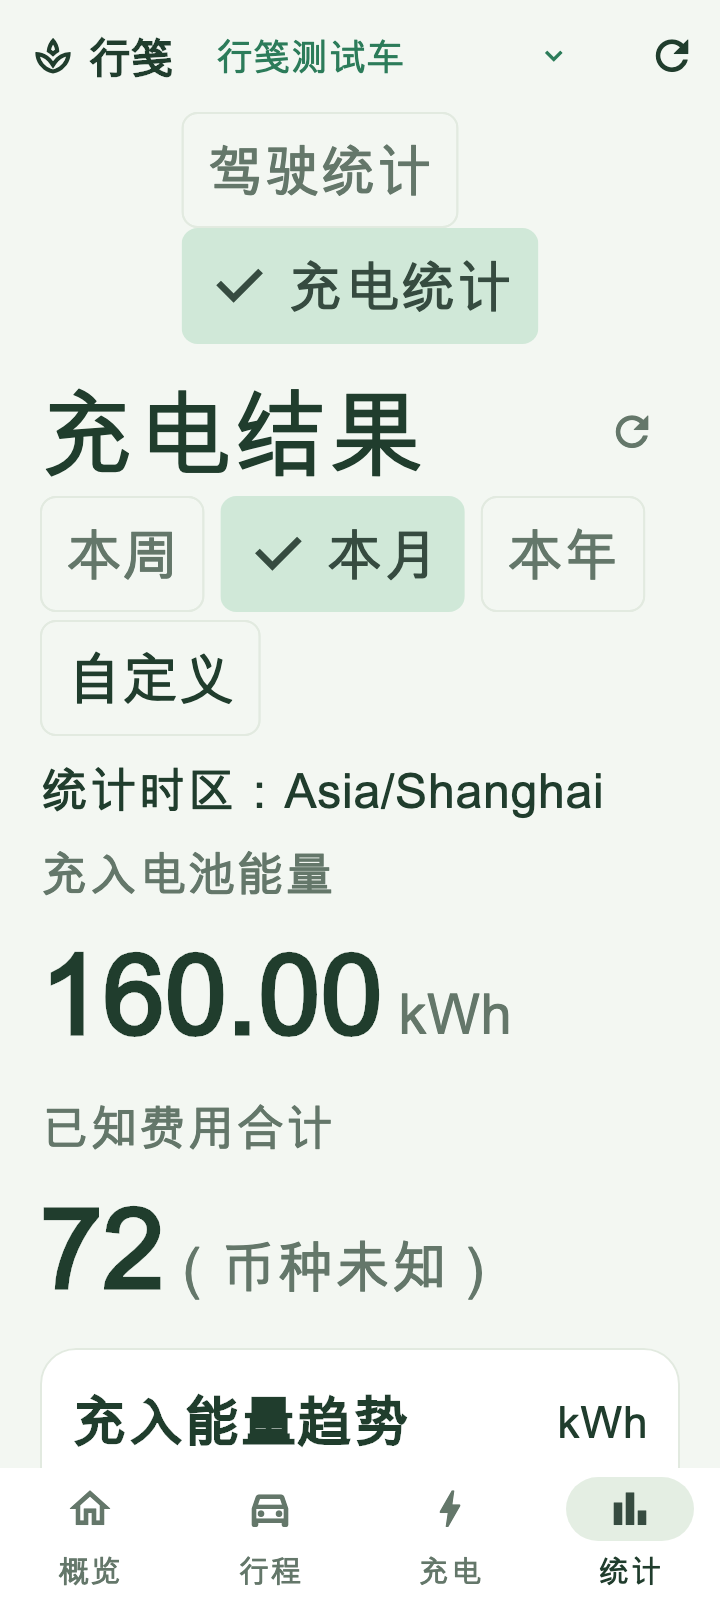 行笺 行笺测试车
驾驶统计
充电统计
充电结果
本周 本月 本年
自定义
统计时区：Asia/Shanghai
充入电池能量
160.00 kWh
已知费用合计
72（币种未知）
充入能量趋势 kWh
概览 行程 充电 统计